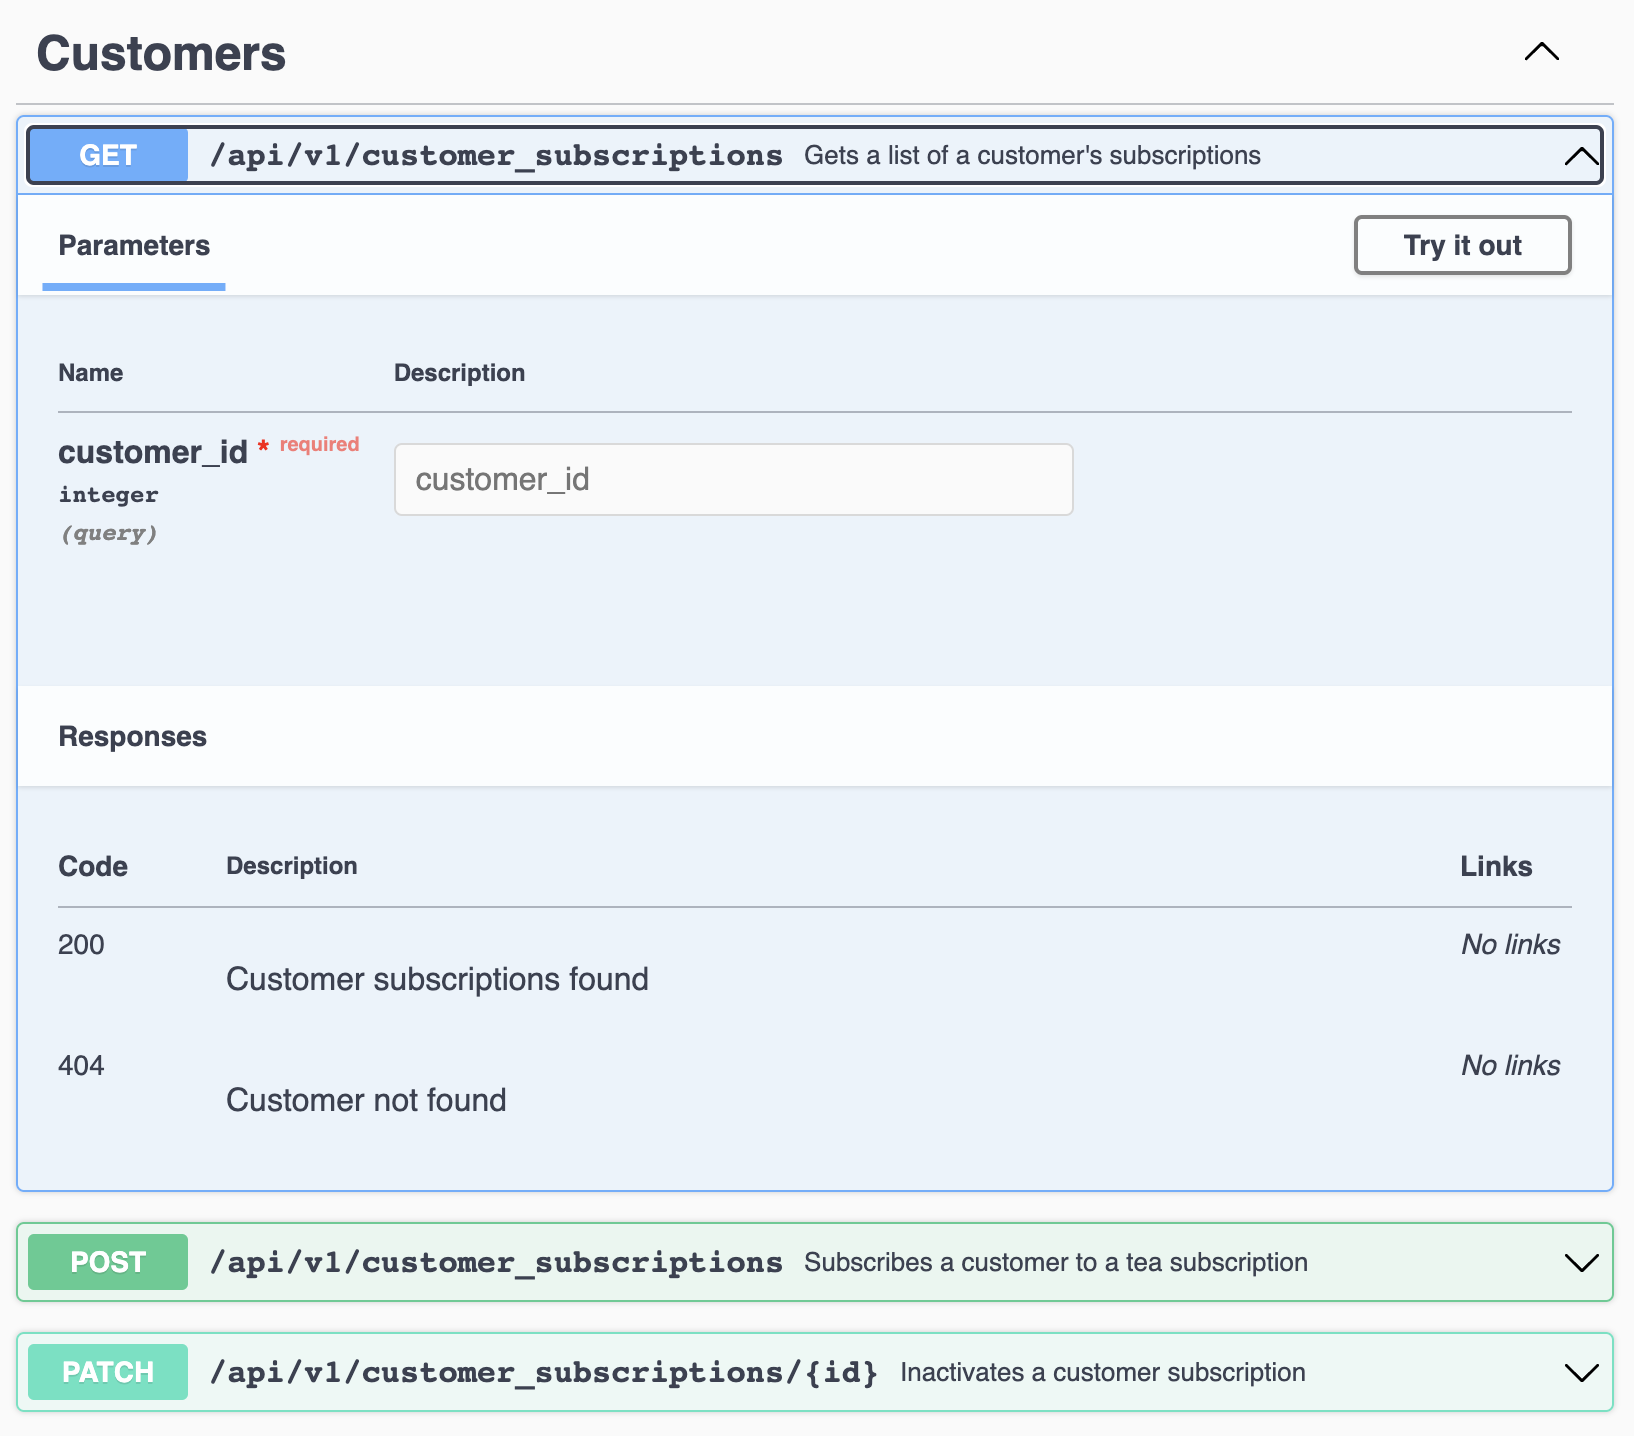 Customers
GET /api/v1/customer_subscriptions Gets a list of a customer's subscriptions
Parameters Try it out
Name Description
customer_id * required customer_id
integer
(query)
Responses
Code Description Links
200 No links
Customer subscriptions found
404 No links
Customer not found
POST /api/v1/customer_subscriptions Subscribes a customer to a tea subscription
PATCH /api/v1/customer_subscriptions/{id} Inactivates a customer subscription